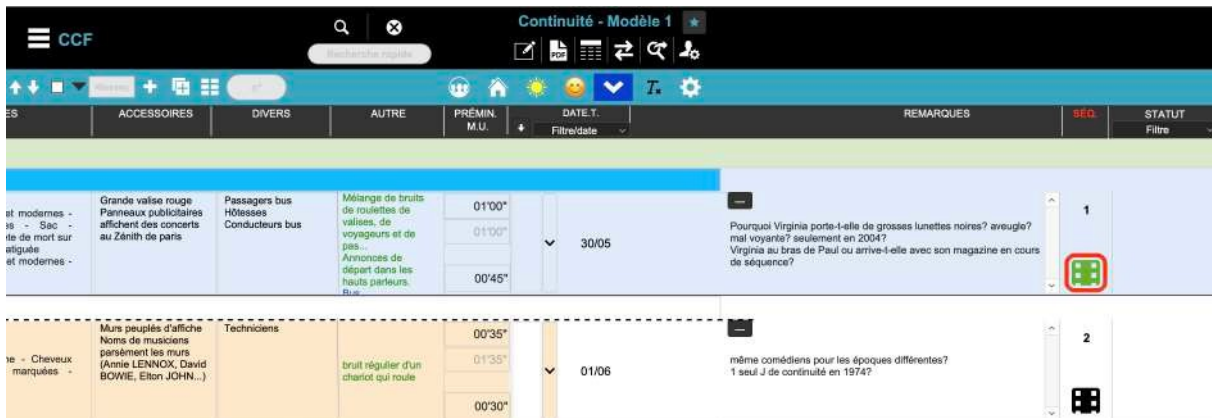 Continuité - Modèle 1
CCF
Recherche rapide
PDF
ES
ACCESSOIRES
DIVERS
AUTRE
PRÉMIN.
M.U.
DATE.T.
Filtre/date
REMARQUES
SÉQ.
STATUT
Filtre
et modernes -
es - Sac -
ête de mort sur
atiguée
et modernes -
Grande valise rouge
Panneaux publicitaires
affichent des concerts
au Zénith de paris
Passagers bus
Hôtesses
Conducteurs bus
Mélange de bruits
de roulettes de
valises, de
voyageurs et de
pas...
Annonces de
départ dans les
hauts parleurs.
Bus
01'00"
01'00"
00'45"
30/05
Pourquoi Virginia porte-t-elle de grosses lunettes noires? aveugle?
mal voyante? seulement en 2004?
Virginia au bras de Paul ou arrive-t-elle avec son magazine en cours
de séquence?
1
ne - Cheveux
marquées -
Murs peuplés d'affiche
Noms de musiciens
parsèment les murs
(Annie LENNOX, David
BOWIE, Elton JOHN...)
Techniciens
bruit régulier d'un
chariot qui roule
00'35"
01'35"
00'30"
01/06
même comédiens pour les époques différentes?
1 seul J de continuité en 1974?
2